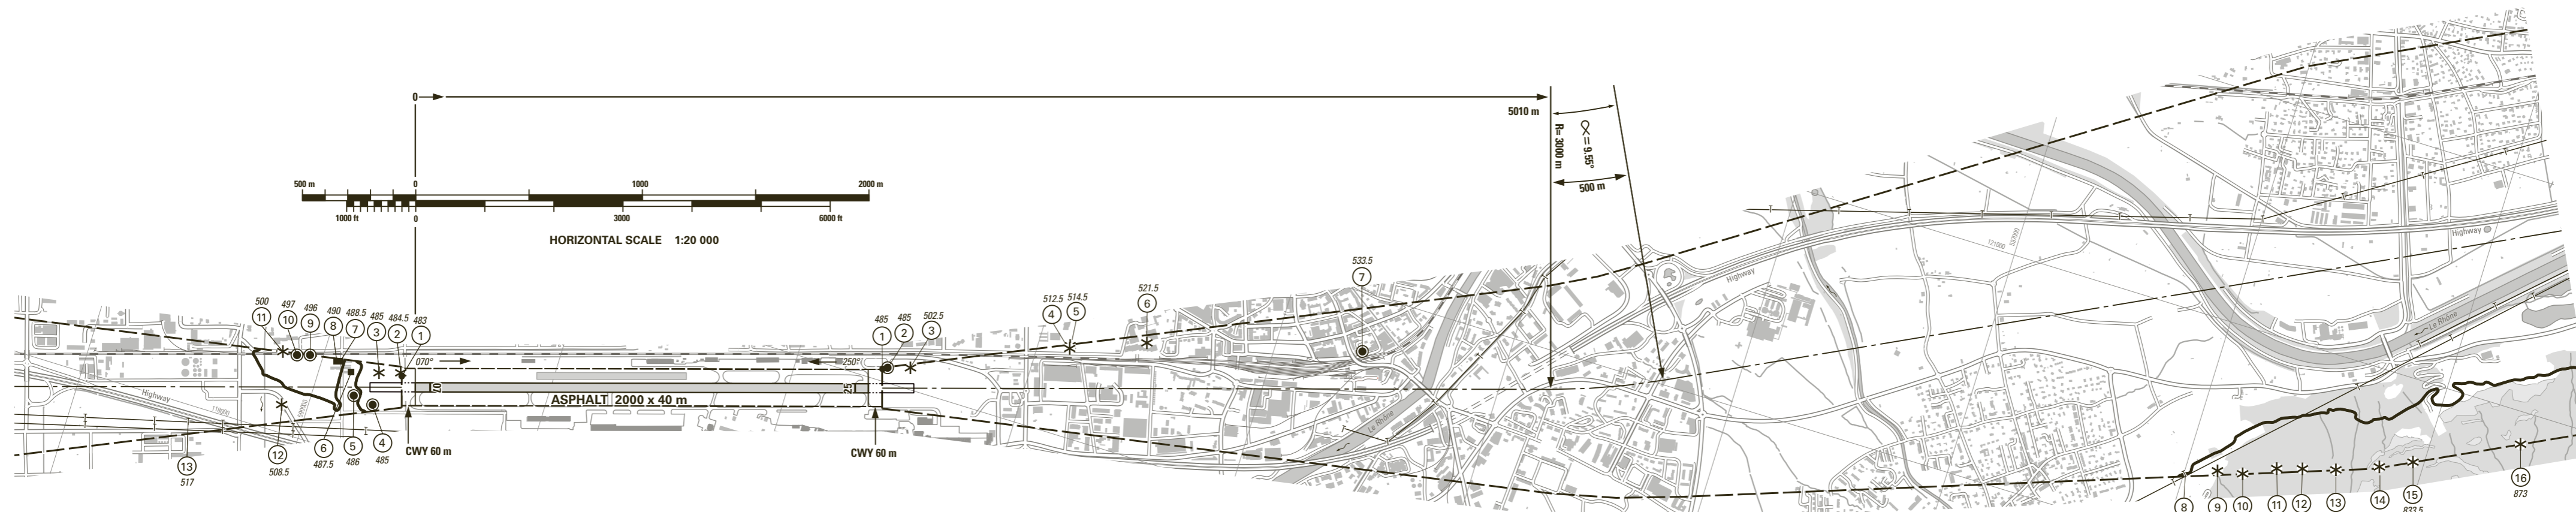 0
5010 m
R= 3000 m
∝ = 9.55°
500 m
500 m 0 1000 2000 m
1000 ft 0 3000 6000 ft
HORIZONTAL SCALE 1:20 000
500 497 496 490 488.5 485 484.5 483
11 10 9 8 7 3 2 1
070°
250°
07
25
ASPHALT 2000 x 40 m
CWY 60 m
CWY 60 m
13
517
12
508.5
6
487.5
5
486
4
485
485 485 502.5
1 2 3
512.5 514.5
4 5
521.5
6
533.5
7
Highway
118000
Le Rhône
Highway
121000
593500
Highway
Le Rhône
8 9 10 11 12 13 14 15 16
833.5
873